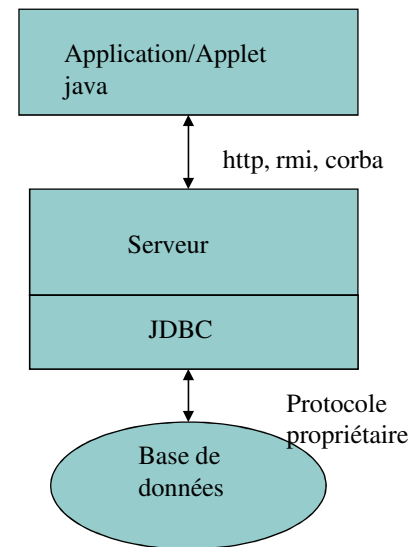 Application/Applet
java
http, rmi, corba
Serveur
JDBC
Protocole
propriétaire
Base de
données